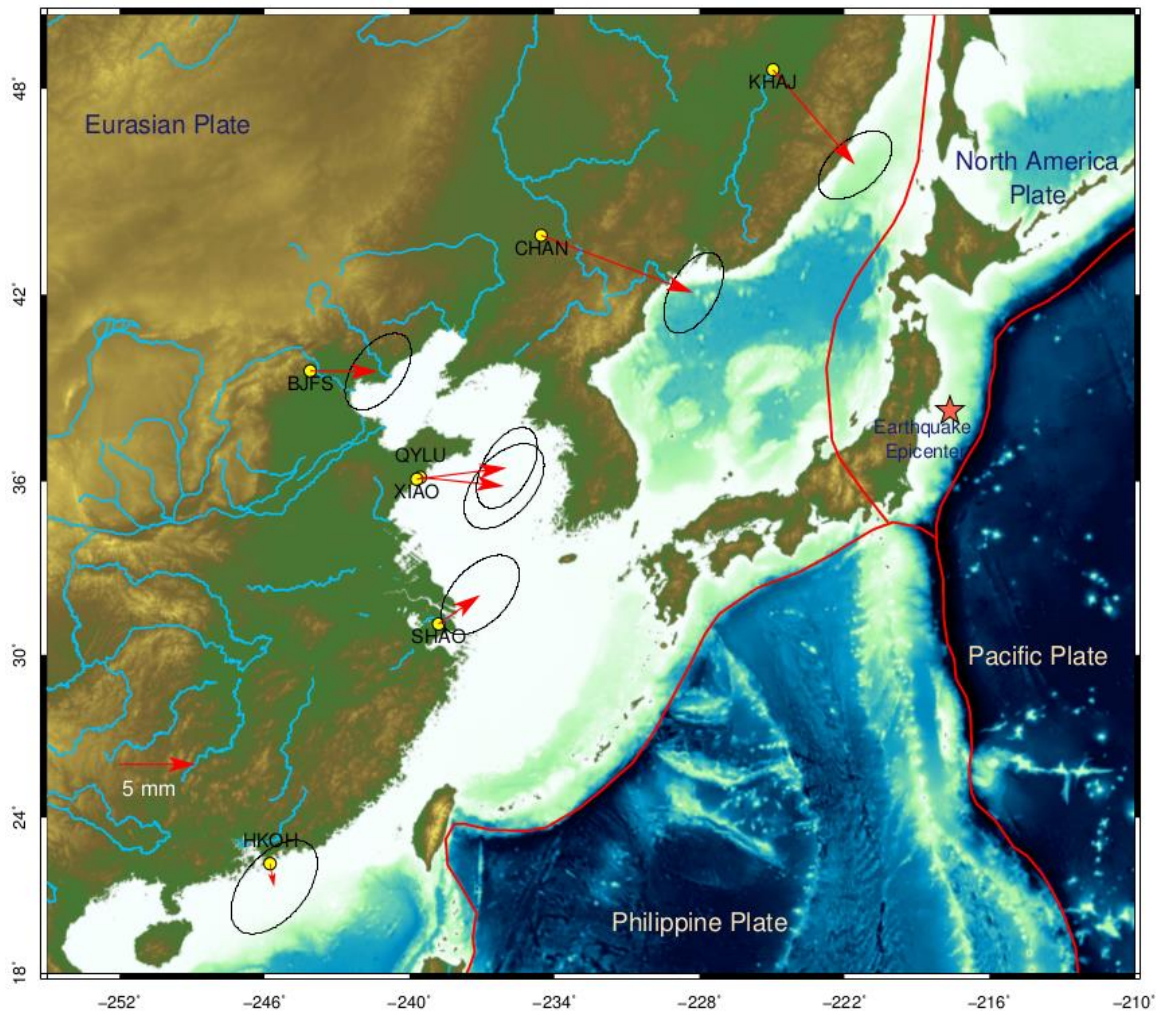 48°
KHAJ
Eurasian Plate
North America
Plate
CHAN
42°
BJFS
Earthquake
Epicenter
QYLU
36°
XIAO
SHAO
30°
Pacific Plate
5 mm
24°
HKOH
Philippine Plate
18°
−252°
−246°
−240°
−234°
−228°
−222°
−216°
−210°